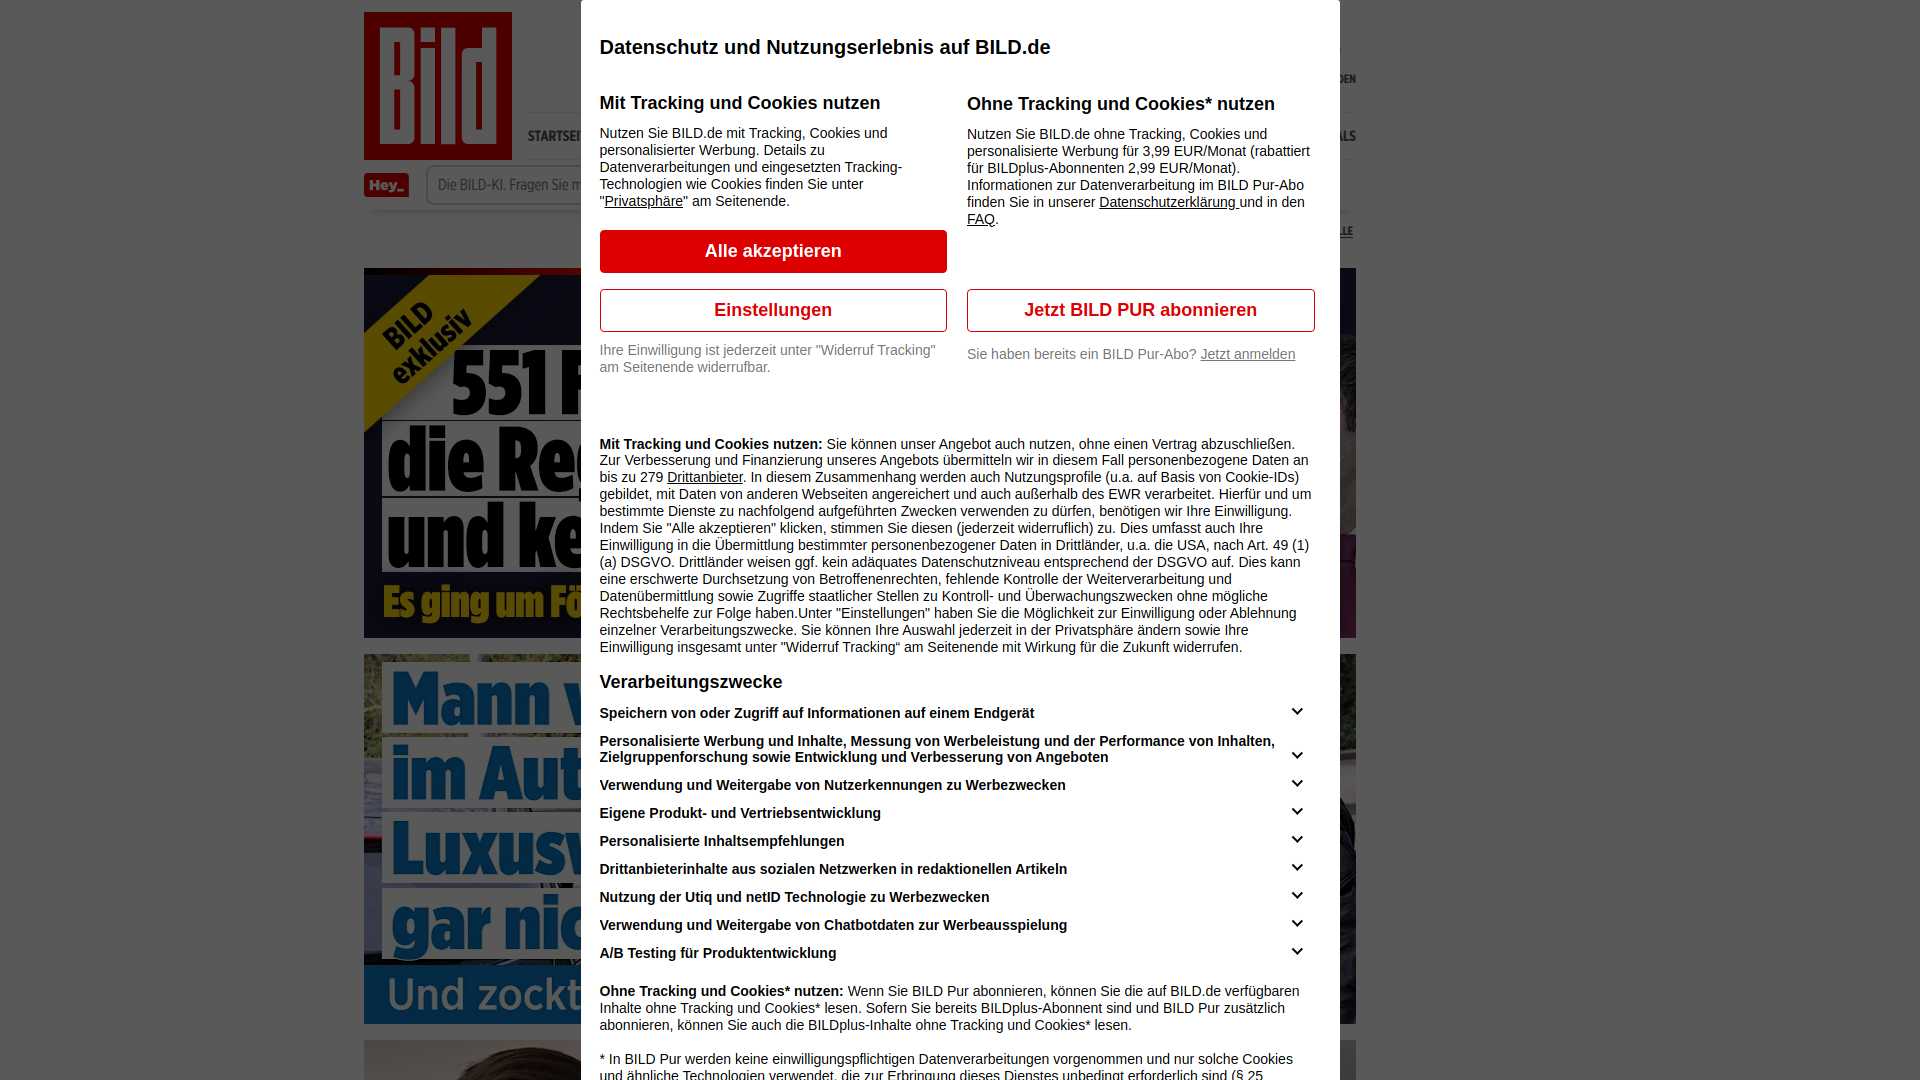 Bild
STARTSEI
Hey_
Die BILD-KI. Fragen Sie m
BILD
exklusiv
551 F
die Reg
und ke
Es ging um Fö
Mann v
im Aut
Luxusv
gar nic
Und zockt
Datenschutz und Nutzungserlebnis auf BILD.de
Mit Tracking und Cookies nutzen
Nutzen Sie BILD.de mit Tracking, Cookies und
personalisierter Werbung. Details zu
Datenverarbeitungen und eingesetzten Tracking-
Technologien wie Cookies finden Sie unter
"Privatsphäre" am Seitenende.
Alle akzeptieren
Einstellungen
Ihre Einwilligung ist jederzeit unter "Widerruf Tracking"
am Seitenende widerrufbar.
Ohne Tracking und Cookies* nutzen
Nutzen Sie BILD.de ohne Tracking, Cookies und
personalisierte Werbung für 3,99 EUR/Monat (rabattiert
für BILDplus-Abonnenten 2,99 EUR/Monat).
Informationen zur Datenverarbeitung im BILD Pur-Abo
finden Sie in unserer Datenschutzerklärung und in den
FAQ.
Jetzt BILD PUR abonnieren
Sie haben bereits ein BILD Pur-Abo? Jetzt anmelden
Mit Tracking und Cookies nutzen: Sie können unser Angebot auch nutzen, ohne einen Vertrag abzuschließen.
Zur Verbesserung und Finanzierung unseres Angebots übermitteln wir in diesem Fall personenbezogene Daten an
bis zu 279 Drittanbieter. In diesem Zusammenhang werden auch Nutzungsprofile (u.a. auf Basis von Cookie-IDs)
gebildet, mit Daten von anderen Webseiten angereichert und auch außerhalb des EWR verarbeitet. Hierfür und um
bestimmte Dienste zu nachfolgend aufgeführten Zwecken verwenden zu dürfen, benötigen wir Ihre Einwilligung.
Indem Sie "Alle akzeptieren" klicken, stimmen Sie diesen (jederzeit widerruflich) zu. Dies umfasst auch Ihre
Einwilligung in die Übermittlung bestimmter personenbezogener Daten in Drittländer, u.a. die USA, nach Art. 49 (1)
(a) DSGVO. Drittländer weisen ggf. kein adäquates Datenschutzniveau entsprechend der DSGVO auf. Dies kann
eine erschwerte Durchsetzung von Betroffenenrechten, fehlende Kontrolle der Weiterverarbeitung und
Datenübermittlung sowie Zugriffe staatlicher Stellen zu Kontroll- und Überwachungszwecken ohne mögliche
Rechtsbehelfe zur Folge haben.Unter "Einstellungen" haben Sie die Möglichkeit zur Einwilligung oder Ablehnung
einzelner Verarbeitungszwecke. Sie können Ihre Auswahl jederzeit in der Privatsphäre ändern sowie Ihre
Einwilligung insgesamt unter "Widerruf Tracking“ am Seitenende mit Wirkung für die Zukunft widerrufen.
Verarbeitungszwecke
Speichern von oder Zugriff auf Informationen auf einem Endgerät
Personalisierte Werbung und Inhalte, Messung von Werbeleistung und der Performance von Inhalten,
Zielgruppenforschung sowie Entwicklung und Verbesserung von Angeboten
Verwendung und Weitergabe von Nutzerkennungen zu Werbezwecken
Eigene Produkt- und Vertriebsentwicklung
Personalisierte Inhaltsempfehlungen
Drittanbieterinhalte aus sozialen Netzwerken in redaktionellen Artikeln
Nutzung der Utiq und netID Technologie zu Werbezwecken
Verwendung und Weitergabe von Chatbotdaten zur Werbeausspielung
A/B Testing für Produktentwicklung
Ohne Tracking und Cookies* nutzen: Wenn Sie BILD Pur abonnieren, können Sie die auf BILD.de verfügbaren
Inhalte ohne Tracking und Cookies* lesen. Sofern Sie bereits BILDplus-Abonnent sind und BILD Pur zusätzlich
abonnieren, können Sie auch die BILDplus-Inhalte ohne Tracking und Cookies* lesen.
* In BILD Pur werden keine einwilligungspflichtigen Datenverarbeitungen vorgenommen und nur solche Cookies
und ähnliche Technologien verwendet, die zur Erbringung dieses Dienstes unbedingt erforderlich sind (§ 25